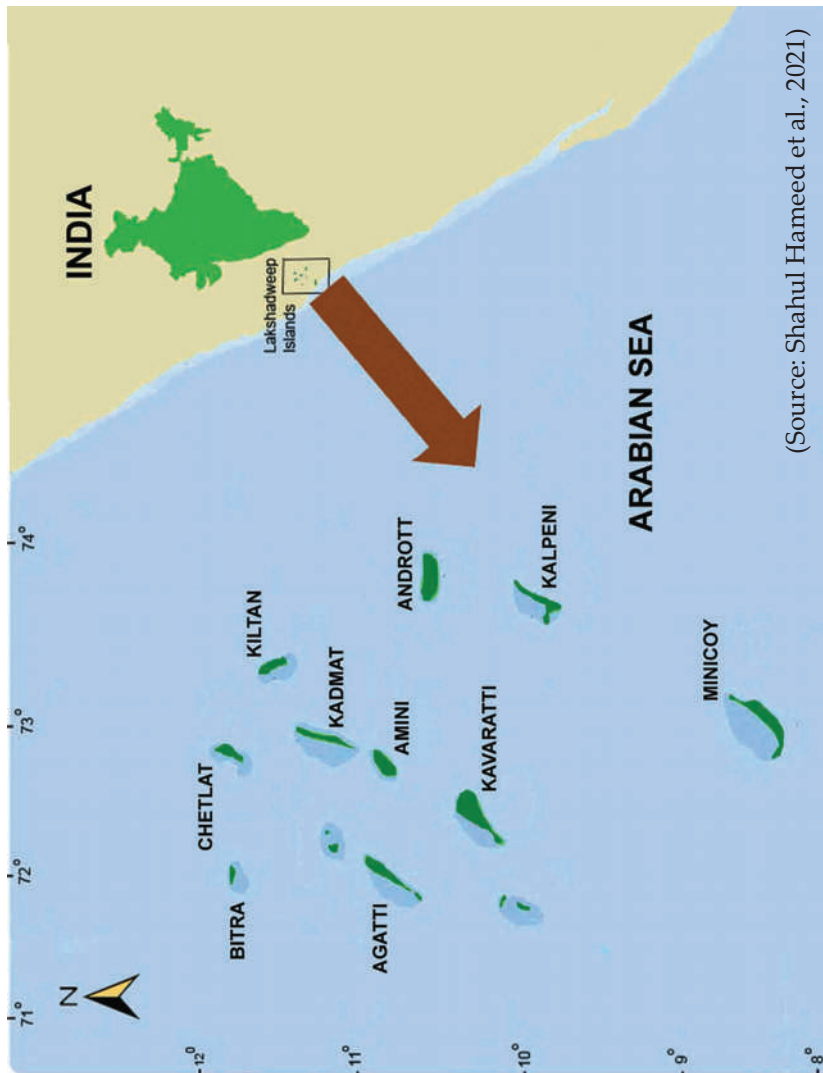 71°
72°
73°
74°
N
INDIA
Lakshadweep
Islands
12°
11°
10°
9°
8°
BITRA
CHETLAT
KILTAN
KADMAT
AMINI
AGATTI
ANDROTT
KAVARATTI
KALPENI
MINICOY
ARABIAN SEA
(Source: Shahul Hameed et al., 2021)